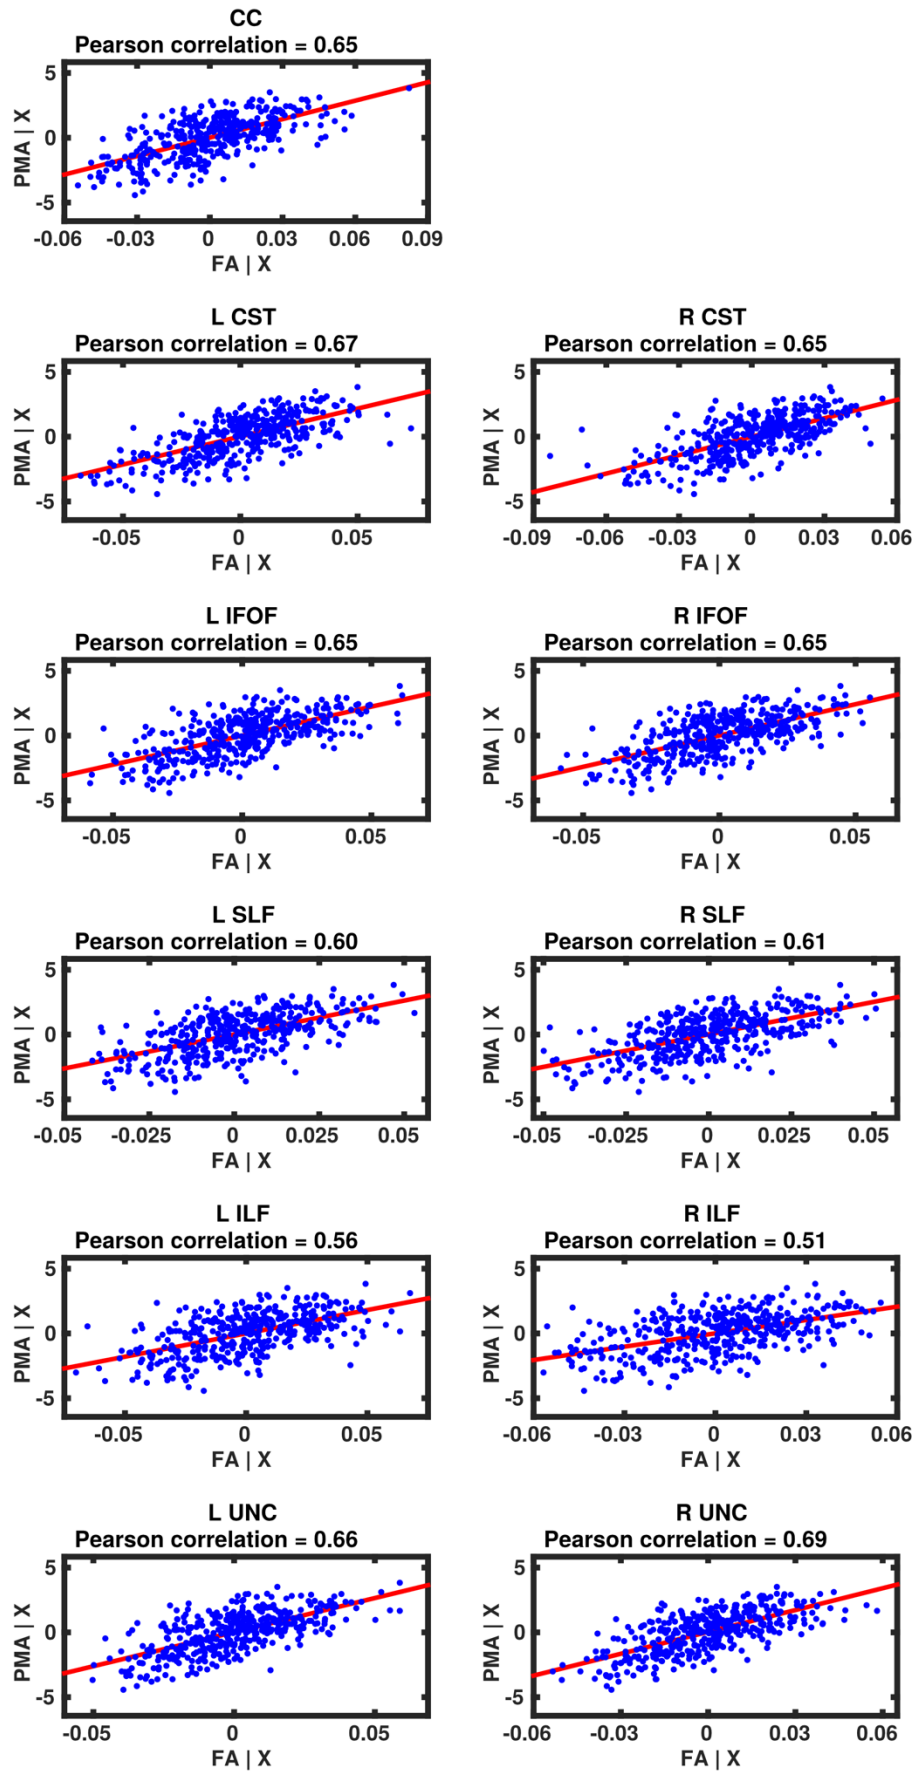 CC
Pearson correlation = 0.65
5
0
-5
PMA | X
-0.06 -0.03 0 0.03 0.06 0.09
FA | X
L CST
Pearson correlation = 0.67
5
0
-5
PMA | X
-0.05 0 0.05
FA | X
R CST
Pearson correlation = 0.65
5
0
-5
PMA | X
-0.09 -0.06 -0.03 0 0.03 0.06
FA | X
L IFOF
Pearson correlation = 0.65
5
0
-5
PMA | X
-0.05 0 0.05
FA | X
R IFOF
Pearson correlation = 0.65
5
0
-5
PMA | X
-0.05 0 0.05
FA | X
L SLF
Pearson correlation = 0.60
5
0
-5
PMA | X
-0.05 -0.025 0 0.025 0.05
FA | X
R SLF
Pearson correlation = 0.61
5
0
-5
PMA | X
-0.05 -0.025 0 0.025 0.05
FA | X
L ILF
Pearson correlation = 0.56
5
0
-5
PMA | X
-0.05 0 0.05
FA | X
R ILF
Pearson correlation = 0.51
5
0
-5
PMA | X
-0.06 -0.03 0 0.03 0.06
FA | X
L UNC
Pearson correlation = 0.66
5
0
-5
PMA | X
-0.05 0 0.05
FA | X
R UNC
Pearson correlation = 0.69
5
0
-5
PMA | X
-0.06 -0.03 0 0.03 0.06
FA | X